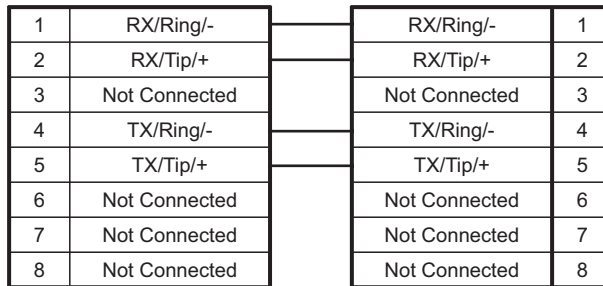 1 RX/Ring/- RX/Ring/- 1
2 RX/Tip/+ RX/Tip/+ 2
3 Not Connected Not Connected 3
4 TX/Ring/- TX/Ring/- 4
5 TX/Tip/+ TX/Tip/+ 5
6 Not Connected Not Connected 6
7 Not Connected Not Connected 7
8 Not Connected Not Connected 8